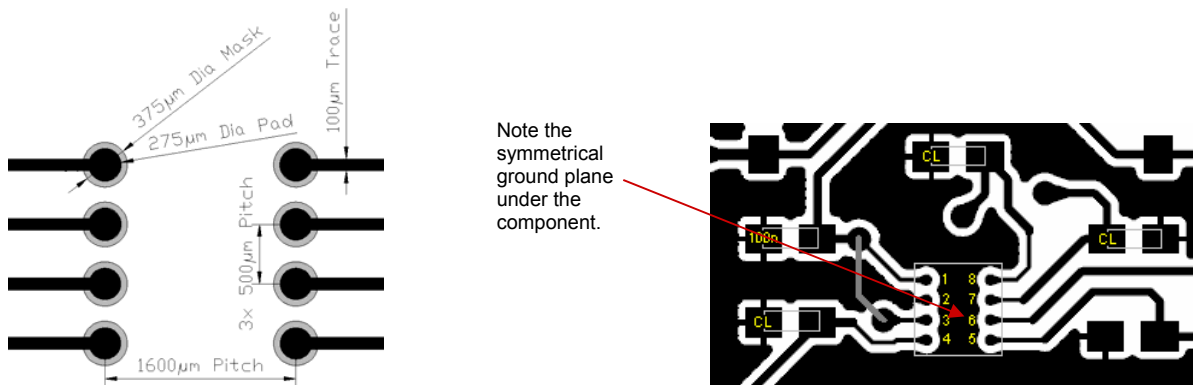 375µm Dia Mask
275µm Dia Pad
100µm Trace
3× 500µm Pitch
1600µm Pitch
Note the
symmetrical
ground plane
under the
component.
CL
100n
CL
CL
1 8
2 7
3 6
4 5